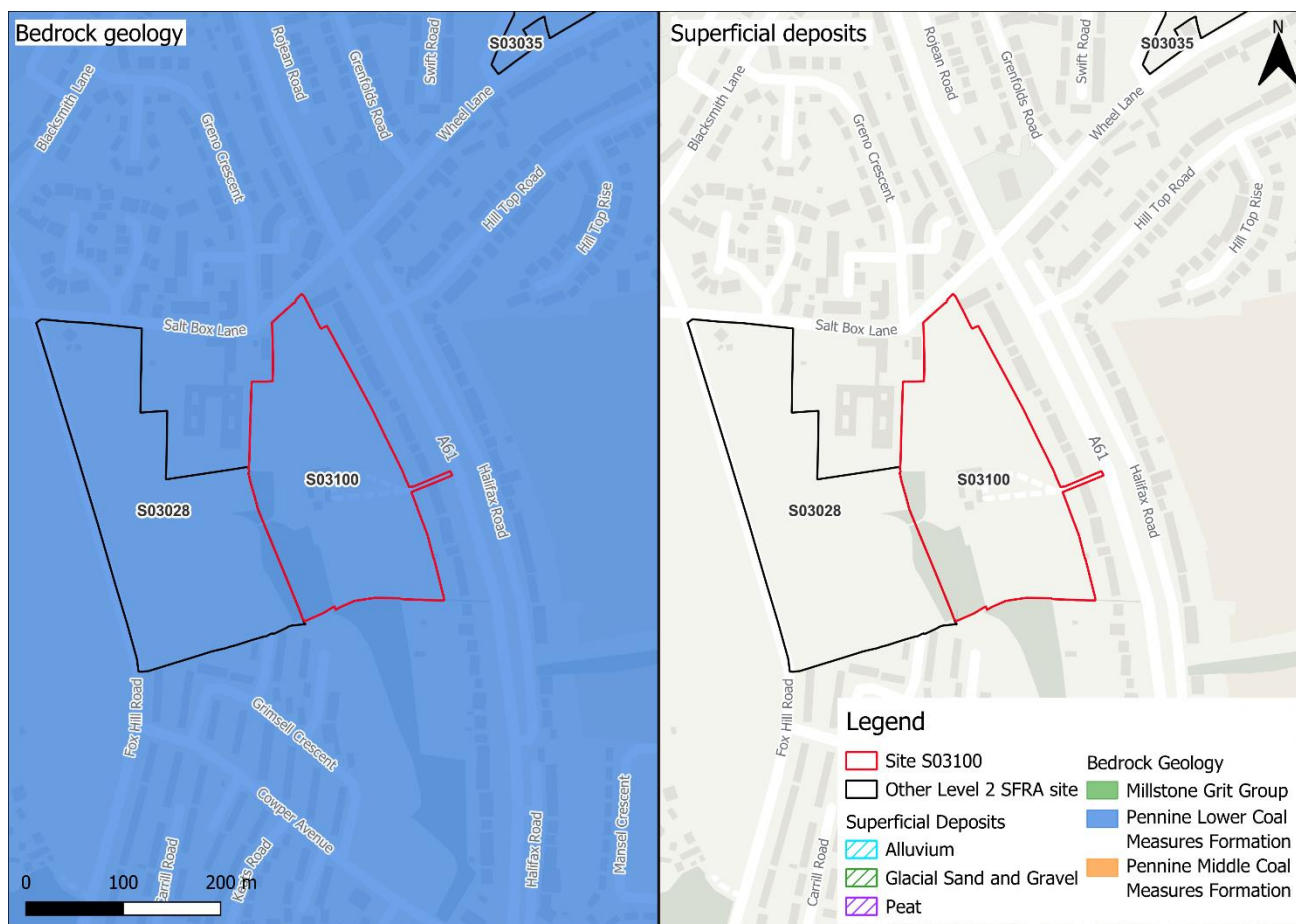 Bedrock geology
S03035
Rojean Road
Grenfolds Road
Swift Road
Blacksmith Lane
Wheel Lane
Greno Crescent
Hill Top Road
Hill Top Rise
Salt Box Lane
S03100
A61
Halifax Road
S03028
Fox Hill Road
Grimsell Crescent
Cowper Avenue
Halifax Road
Mansel Crescent
0 100 200 m
Superficial deposits
S03035
N
Rojean Road
Grenfolds Road
Swift Road
Blacksmith Lane
Wheel Lane
Greno Crescent
Hill Top Road
Hill Top Rise
Salt Box Lane
A61
Halifax Road
S03100
S03028
Fox Hill Road
Carrill Road
Legend
Site S03100
Other Level 2 SFRA site
Superficial Deposits
Alluvium
Glacial Sand and Gravel
Peat
Bedrock Geology
Millstone Grit Group
Pennine Lower Coal
Measures Formation
Pennine Middle Coal
Measures Formation